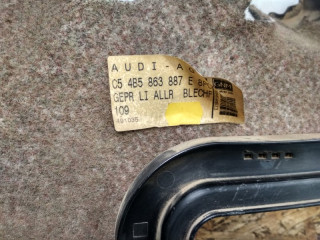 AUDI-A
C5 4B5 863 887 E
GEPR LI ALLR BLECH
109